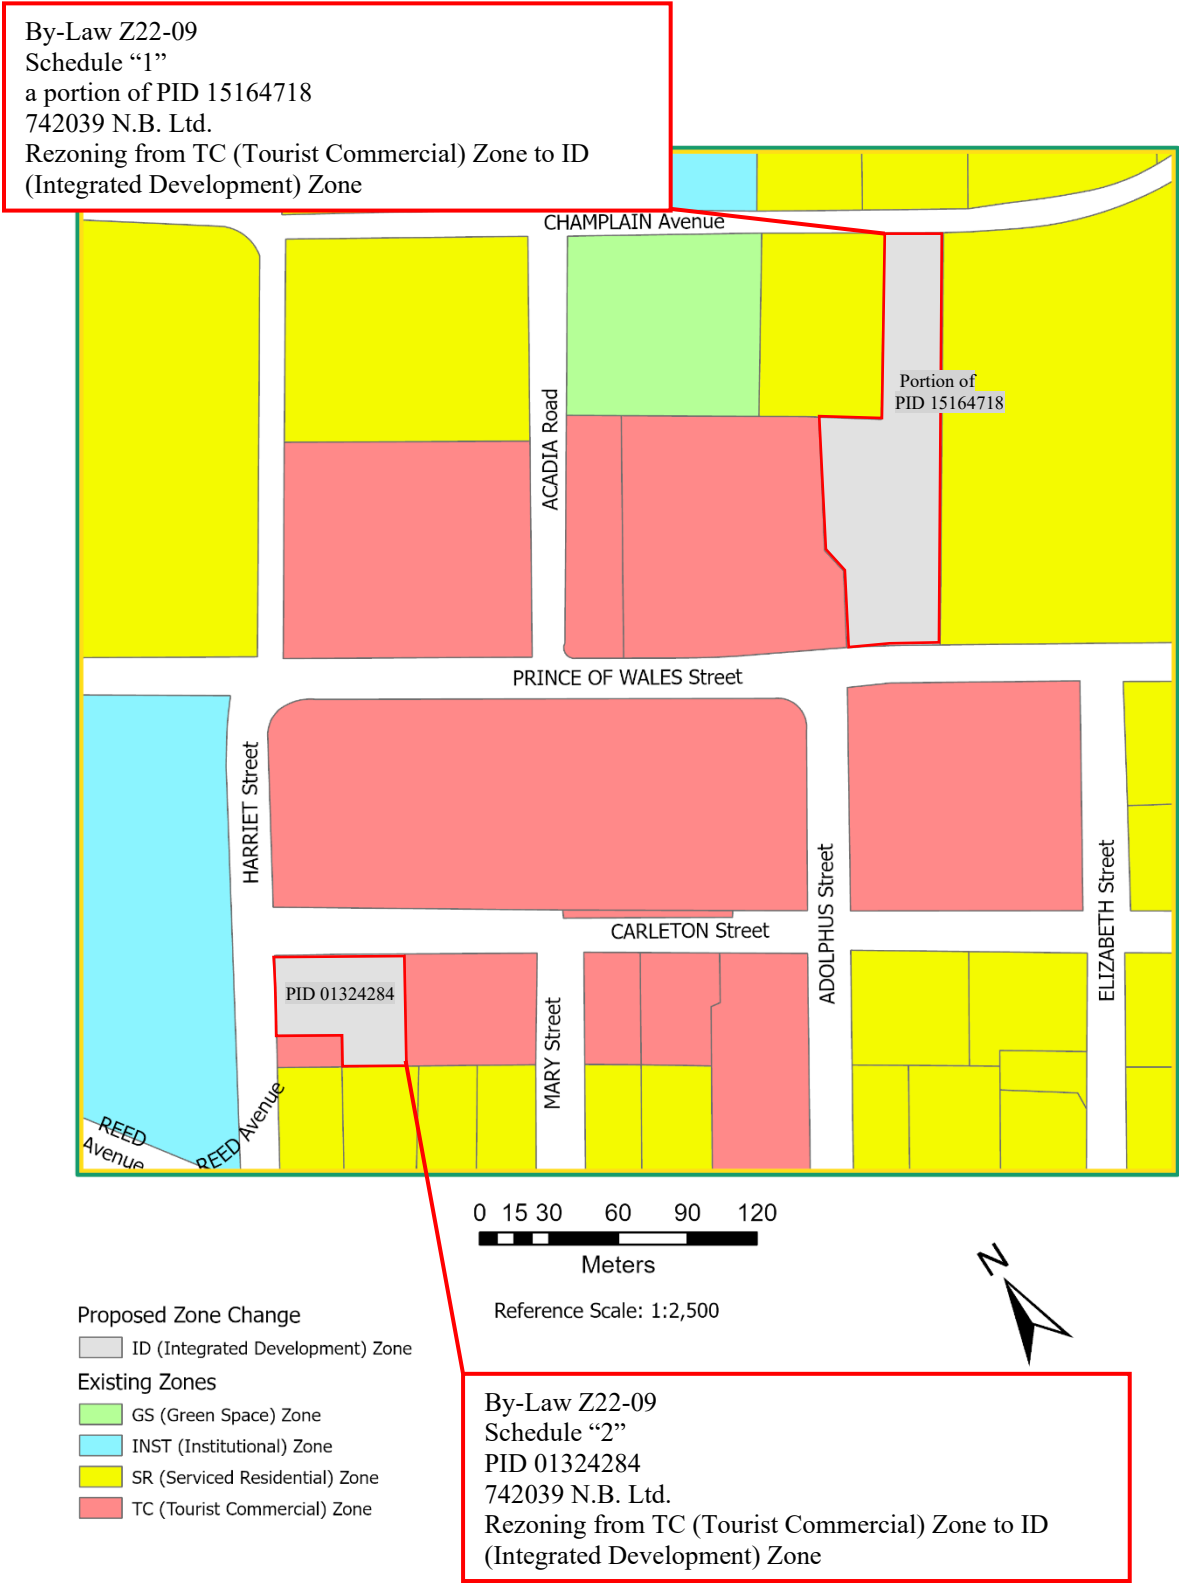 By-Law Z22-09
Schedule “1”
a portion of PID 15164718
742039 N.B. Ltd.
Rezoning from TC (Tourist Commercial) Zone to ID
(Integrated Development) Zone
CHAMPLAIN Avenue
Portion of
PID 15164718
ACADIA Road
PRINCE OF WALES Street
HARRIET Street
ADOLPHUS Street
ELIZABETH Street
CARLETON Street
PID 01324284
MARY Street
REED
Avenue
REED Avenue
0 15 30 60 90 120
Meters
Reference Scale: 1:2,500
N
Proposed Zone Change
ID (Integrated Development) Zone
Existing Zones
GS (Green Space) Zone
INST (Institutional) Zone
SR (Serviced Residential) Zone
TC (Tourist Commercial) Zone
By-Law Z22-09
Schedule “2”
PID 01324284
742039 N.B. Ltd.
Rezoning from TC (Tourist Commercial) Zone to ID
(Integrated Development) Zone